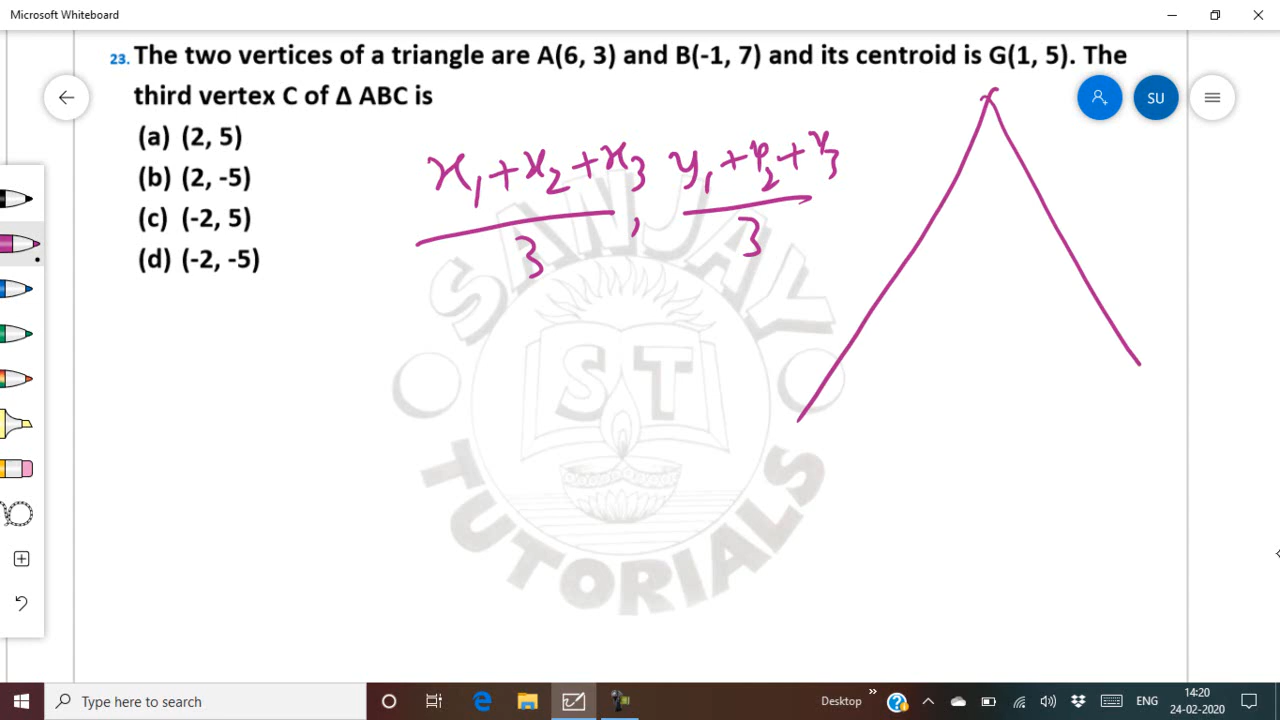 Microsoft Whiteboard
23. The two vertices of a triangle are A(6, 3) and B(-1, 7) and its centroid is G(1, 5). The
third vertex C of Δ ABC is
(a) (2, 5)
(b) (2, -5)
(c) (-2, 5)
(d) (-2, -5)
x₁+x₂+x₃ y₁+y₂+y₃
3 , 3
SU
SANJAY
ST
TUTORIALS
Type here to search
Desktop
ENG
14:20
24-02-2020